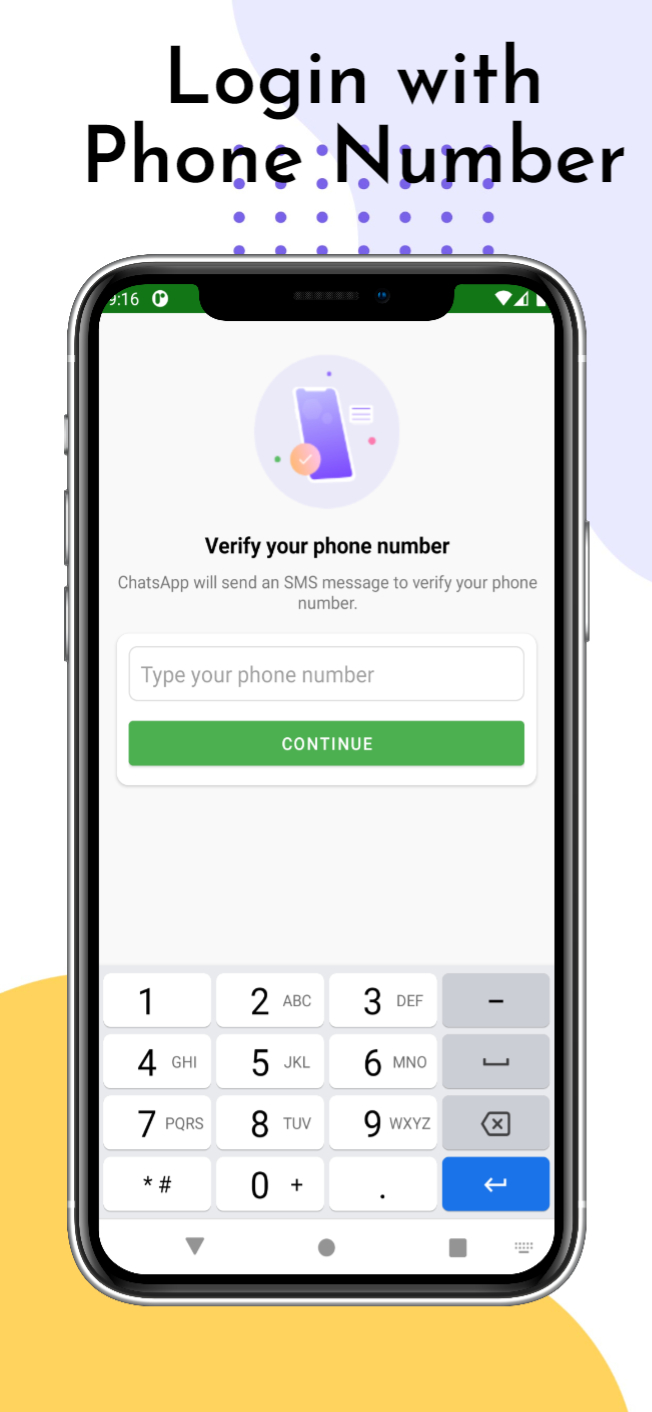 Login with
Phone Number
9:16
Verify your phone number
ChatsApp will send an SMS message to verify your phone
number.
Type your phone number
CONTINUE
1 2 ABC 3 DEF –
4 GHI 5 JKL 6 MNO
7 PQRS 8 TUV 9 WXYZ
* # 0 + .